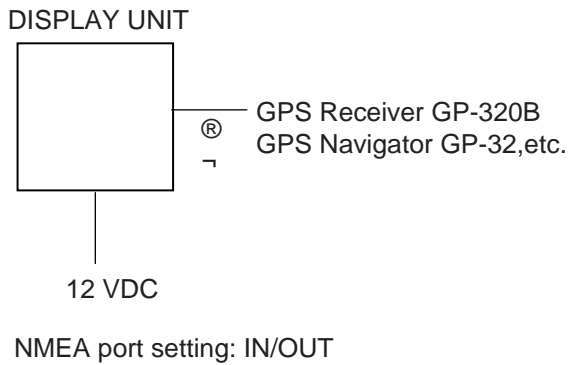 DISPLAY UNIT
GPS Receiver GP-320B
®
GPS Navigator GP-32,etc.
¬
12 VDC
NMEA port setting: IN/OUT